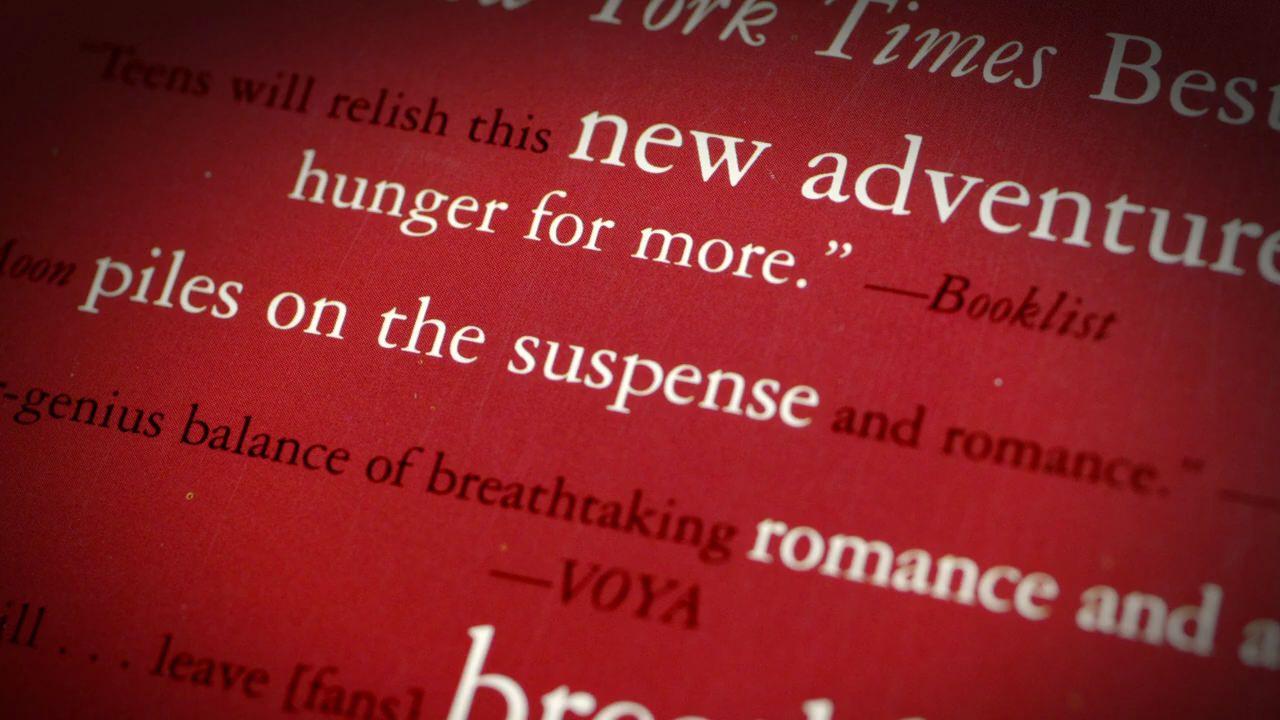 York Times Best
"Teens will relish this new adventure
hunger for more." —Booklist
Moon piles on the suspense and romance." —
-genius balance of breathtaking romance and a
—VOYA
ill . . . leave [fans]